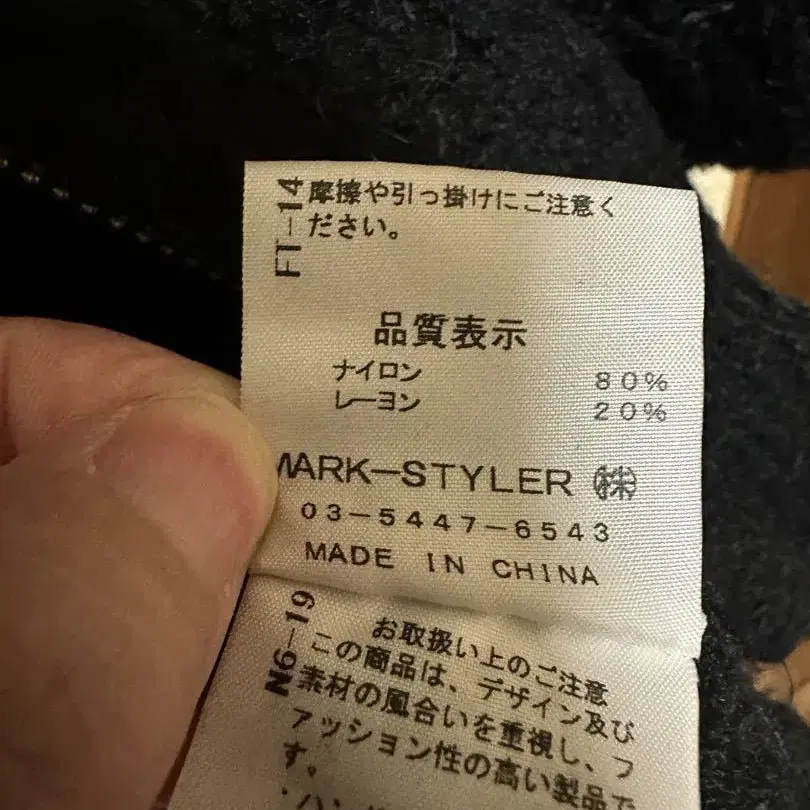 FT-14
摩擦や引っ掛けにご注意く
ださい。
品質表示
ナイロン 80%
レーヨン 20%
MARK-STYLER ㈱
03-5447-6543
MADE IN CHINA
N6-19
お取扱い上のご注意
この商品は、デザイン及び
素材の風合いを重視し、フ
ァッション性の高い製品で
す。